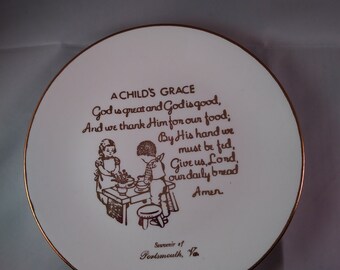 A CHILD'S GRACE
God is great and God is good,
And we thank Him for our food;
By His hand we
must be fed,
Give us, Lord,
our daily bread
Amen.
Souvenir of
Portsmouth, Va.